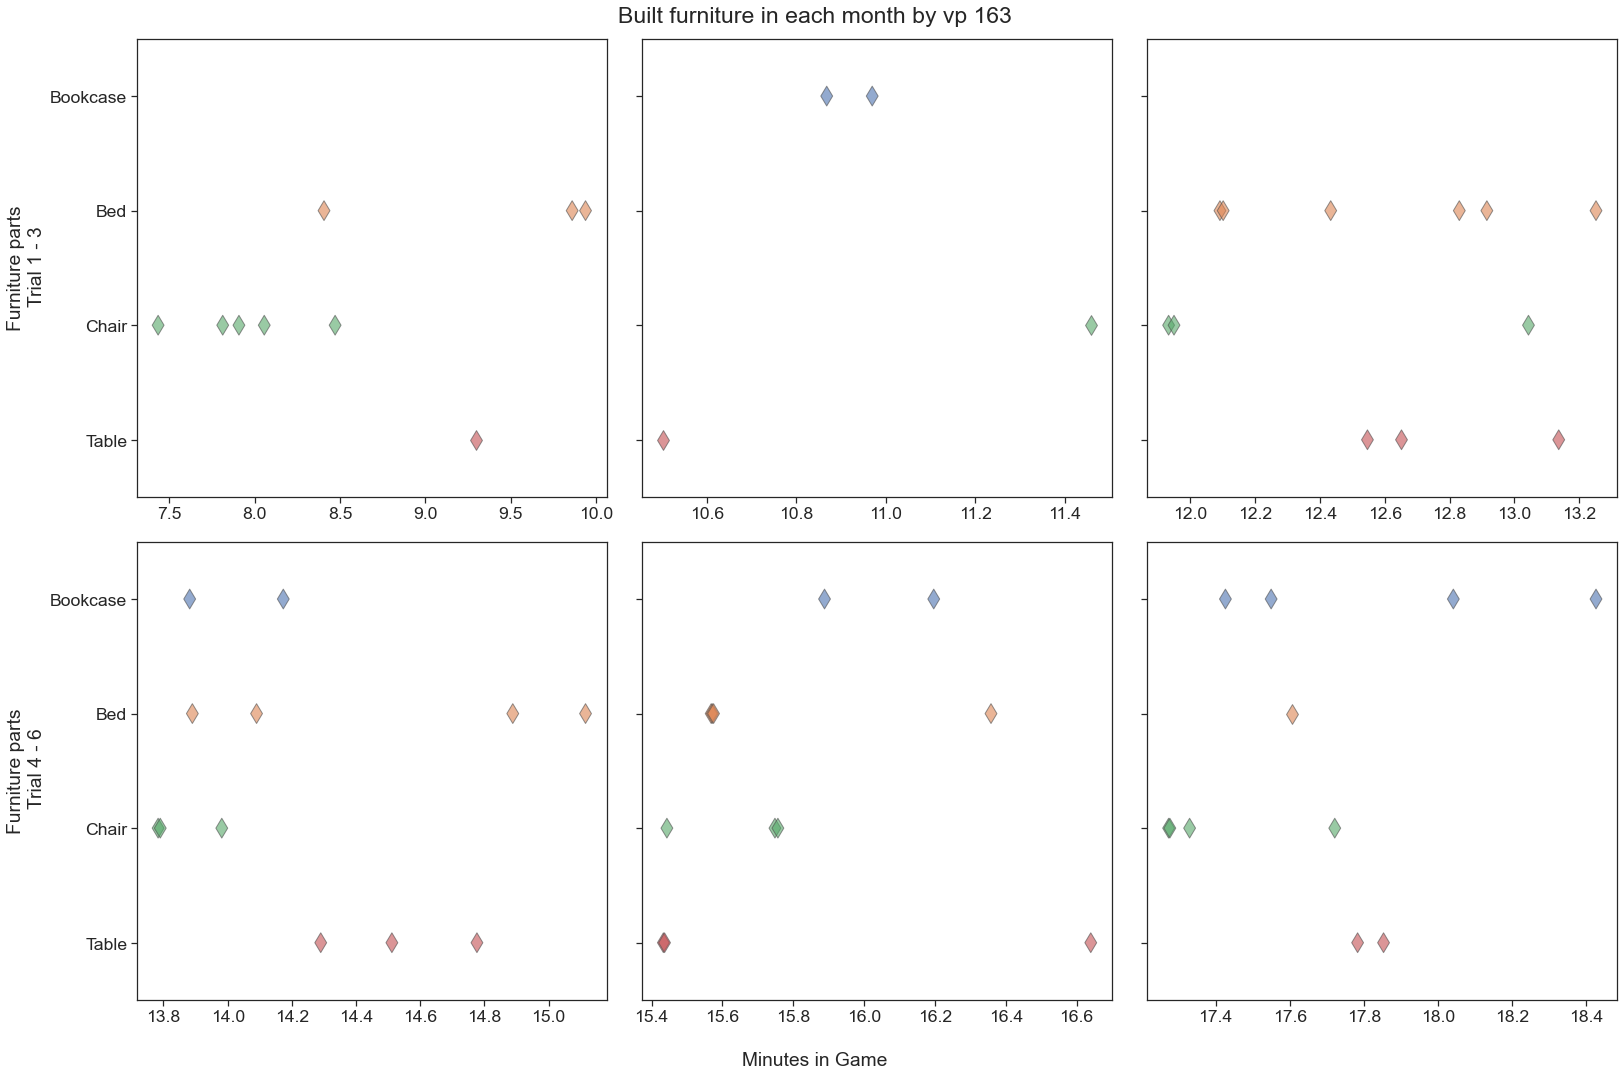 Built furniture in each month by vp 163
Furniture parts
Trial 1 - 3
Bookcase
Bed
Chair
Table
7.5 8.0 8.5 9.0 9.5 10.0
10.6 10.8 11.0 11.2 11.4
12.0 12.2 12.4 12.6 12.8 13.0 13.2
Furniture parts
Trial 4 - 6
Bookcase
Bed
Chair
Table
13.8 14.0 14.2 14.4 14.6 14.8 15.0
15.4 15.6 15.8 16.0 16.2 16.4 16.6
17.4 17.6 17.8 18.0 18.2 18.4
Minutes in Game